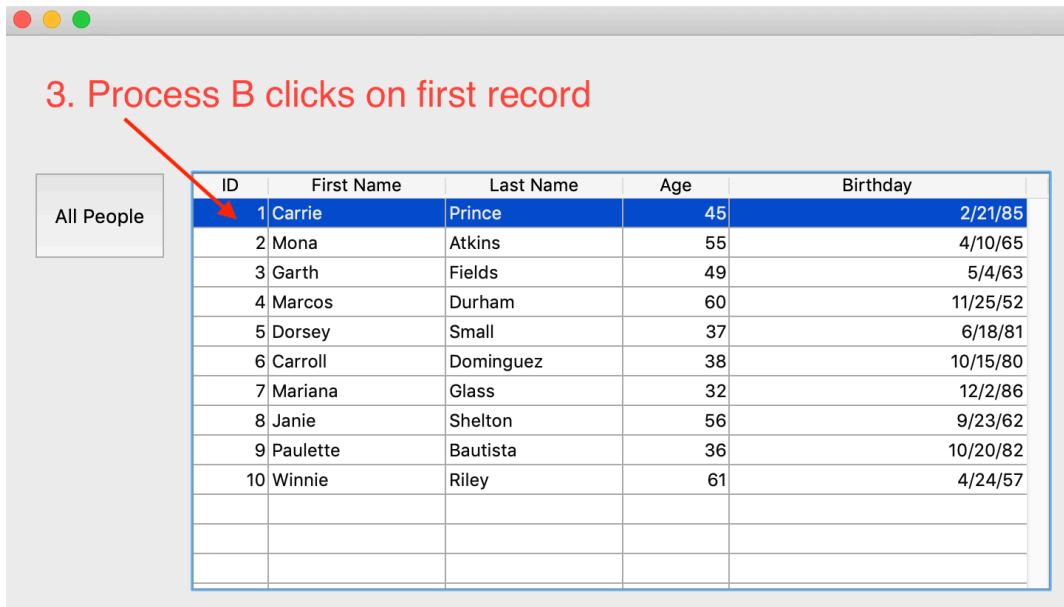 3. Process B clicks on first record
All People
ID First Name Last Name Age Birthday
1 Carrie Prince 45 2/21/85
2 Mona Atkins 55 4/10/65
3 Garth Fields 49 5/4/63
4 Marcos Durham 60 11/25/52
5 Dorsey Small 37 6/18/81
6 Carroll Dominguez 38 10/15/80
7 Mariana Glass 32 12/2/86
8 Janie Shelton 56 9/23/62
9 Paulette Bautista 36 10/20/82
10 Winnie Riley 61 4/24/57